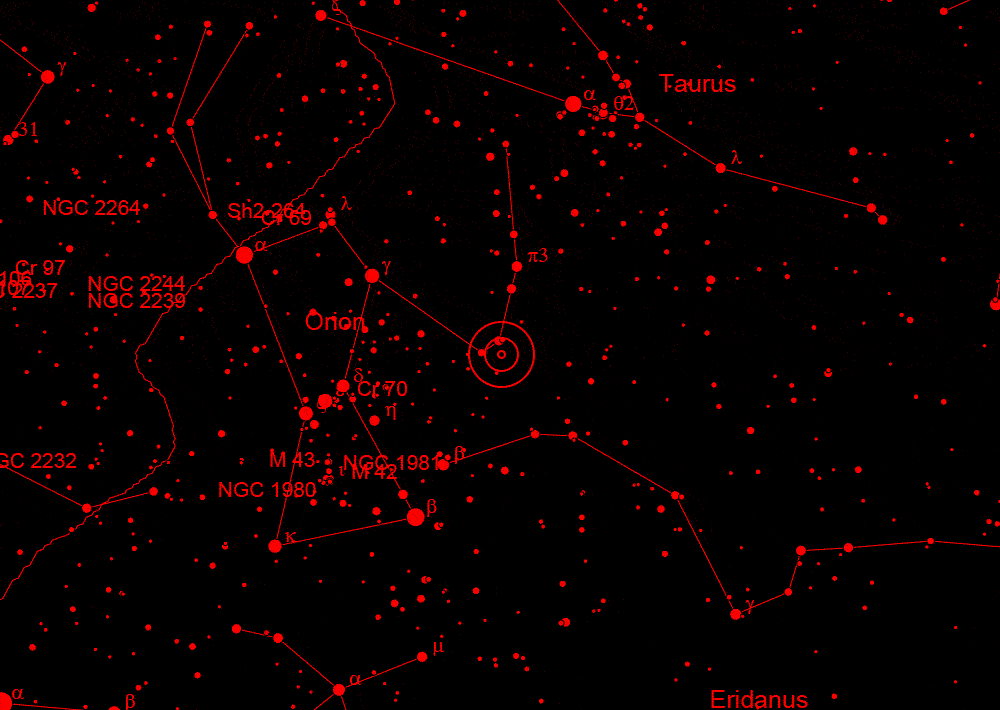 ζ
γ
Taurus
α
θ2
31
λ
NGC 2264
Sh2-264
λ
Cr 69
α
π3
Cr 97
γ
NGC 2244
2237
NGC 2239
Orion
δ
Cr 70
η
M 43
NGC 1981
β
NGC 2232
ι
M 42
NGC 1980
β
κ
γ
μ
α
α
β
Eridanus